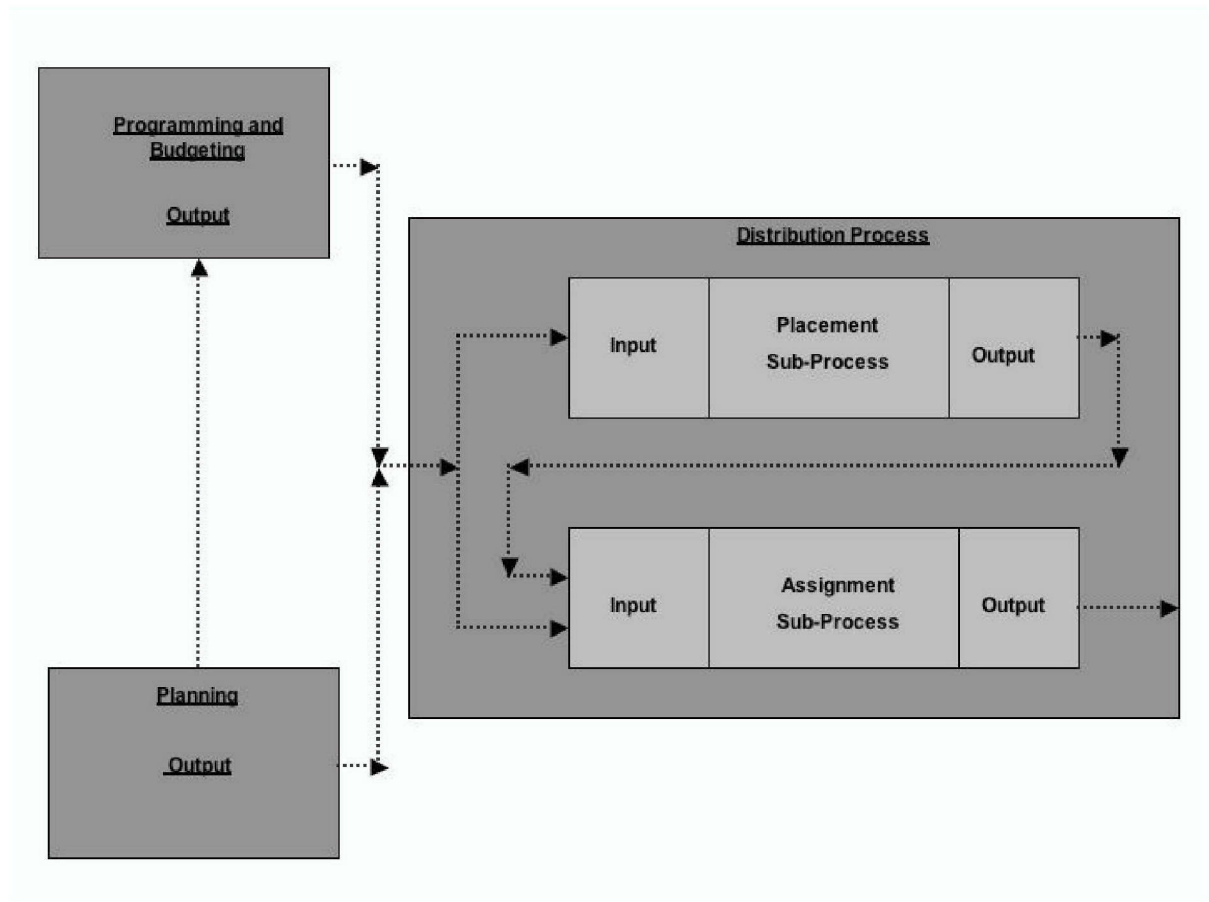 Programming and
Budgeting
Output
Distribution Process
Input
Placement
Sub-Process
Output
Input
Assignment
Sub-Process
Output
Planning
Output